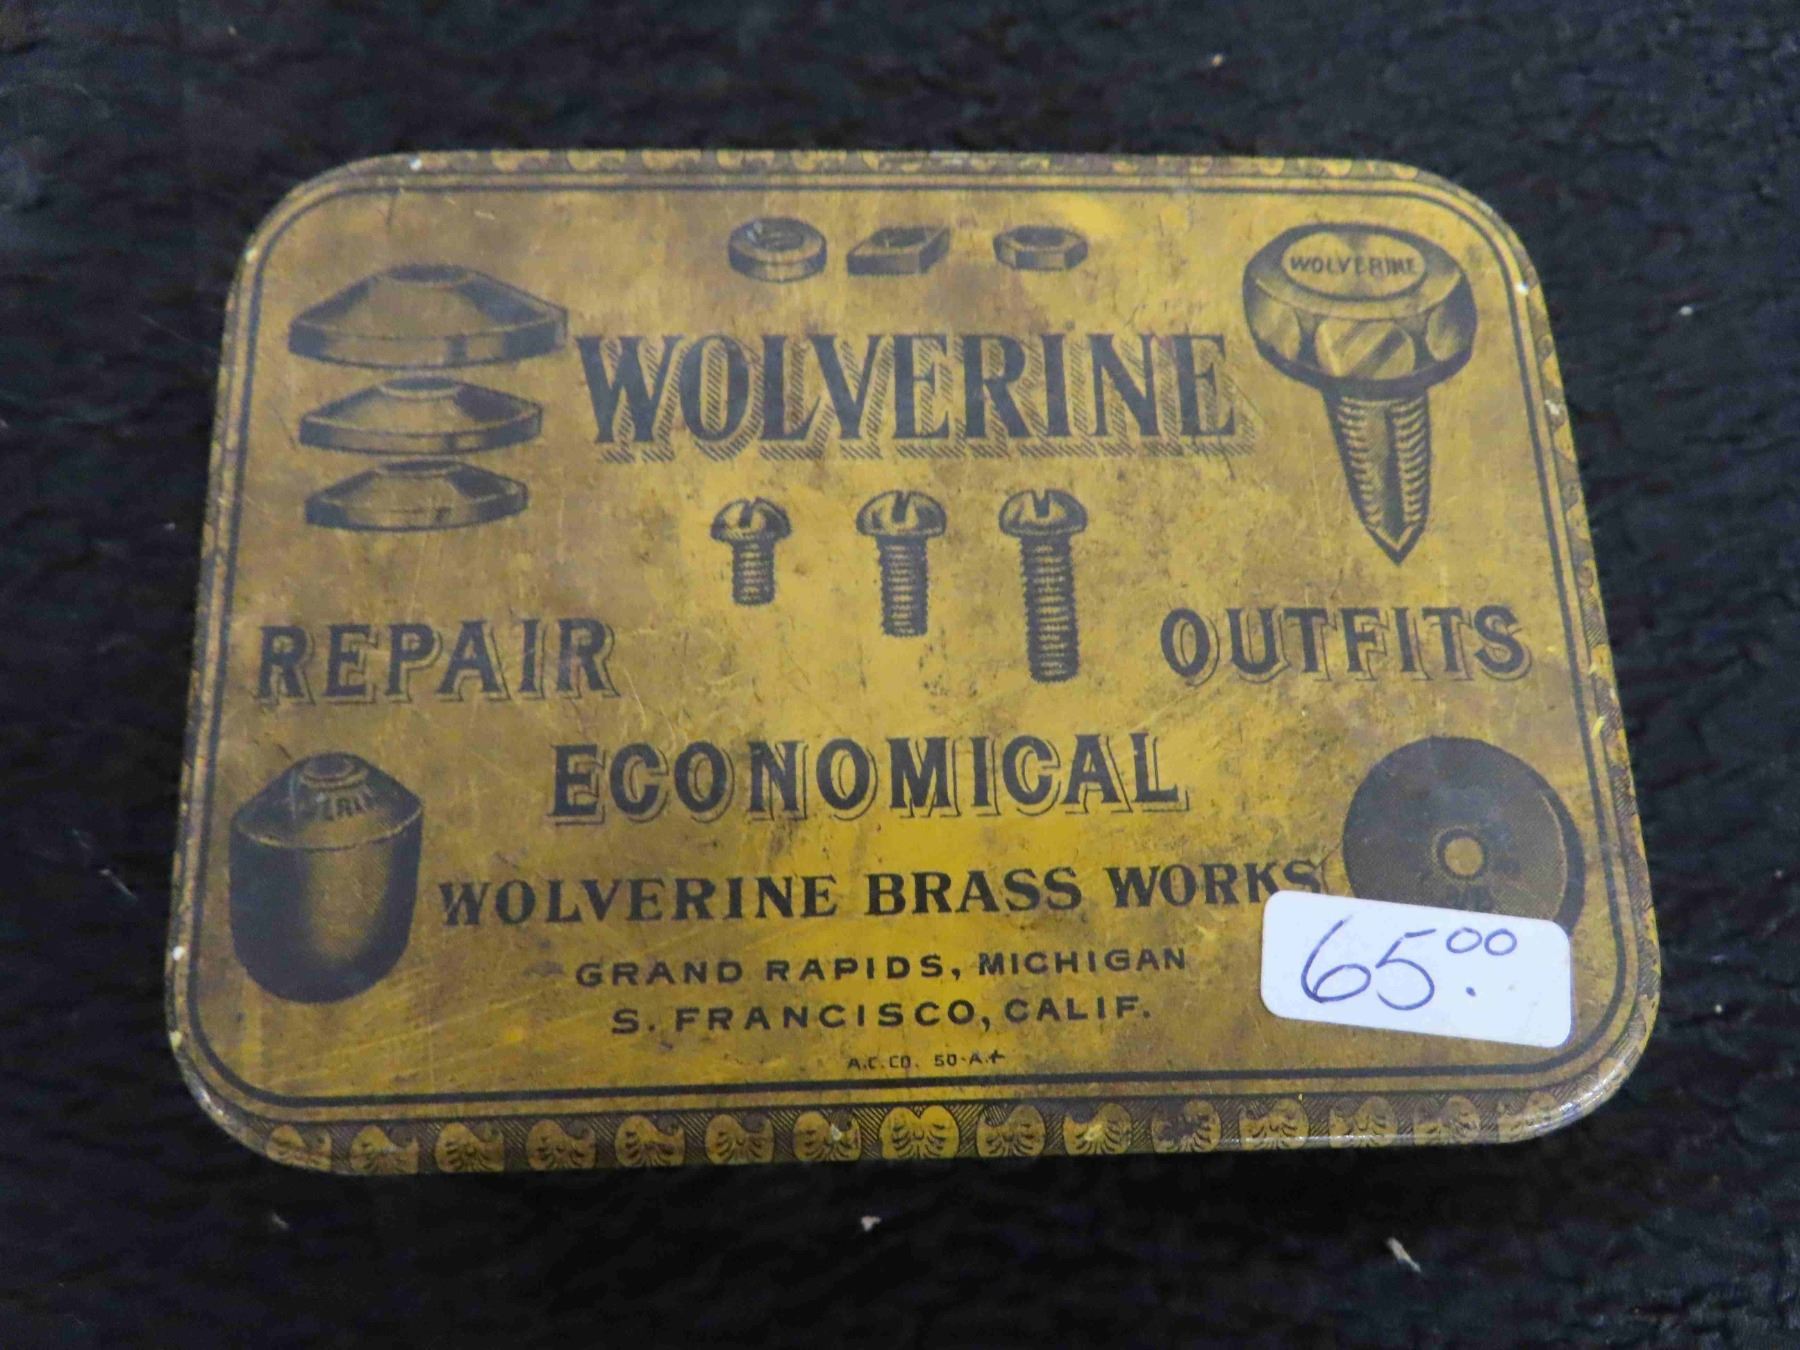 WOLVERINE
WOLVERINE
REPAIR OUTFITS
ECONOMICAL
WOLVERINE BRASS WORKS
GRAND RAPIDS, MICHIGAN
S. FRANCISCO, CALIF.
A.C.CO. 50-A.
65.00